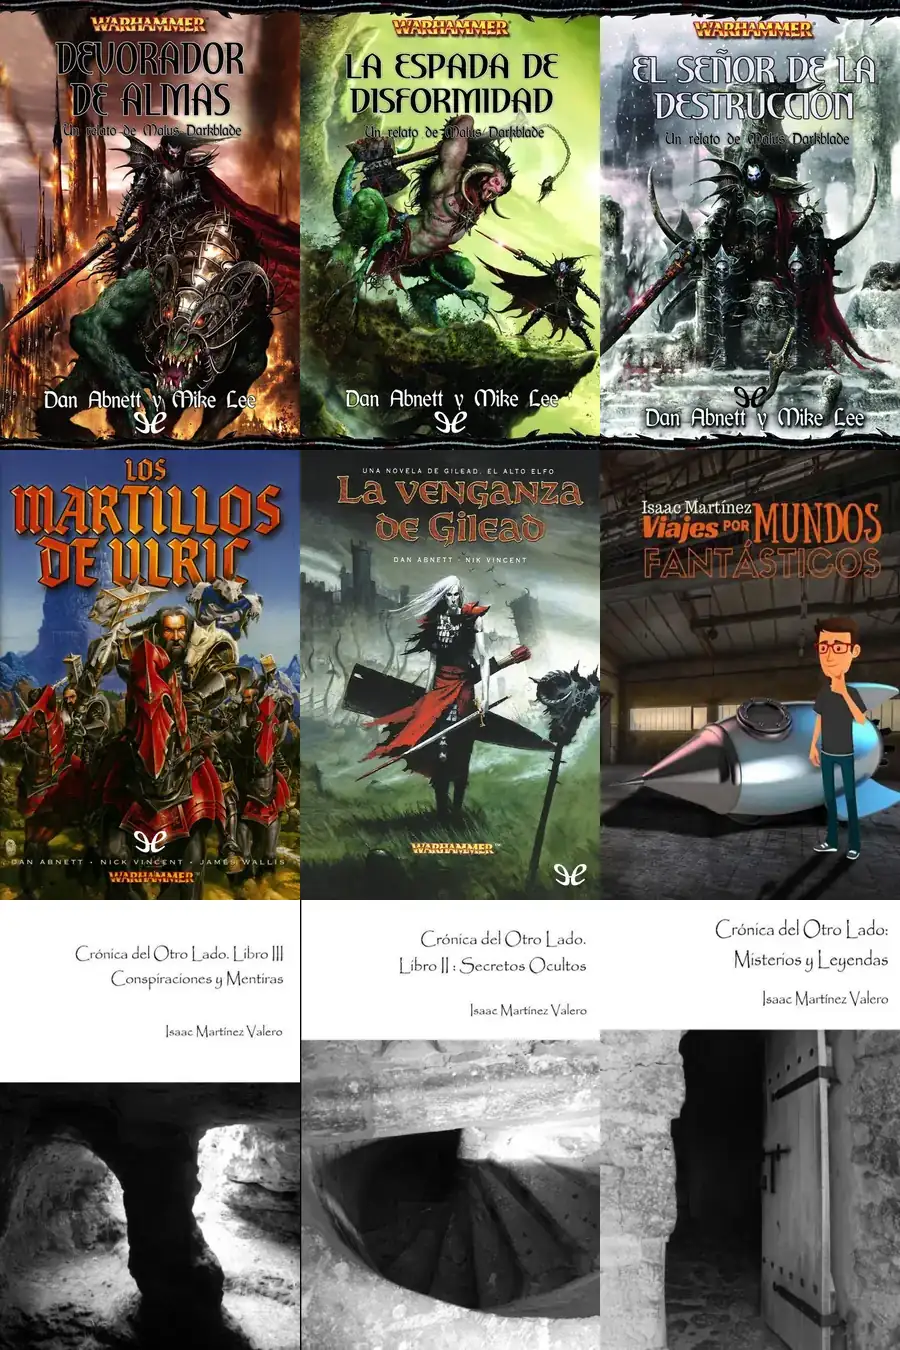 WARHAMMER
DEVORADOR
DE ALMAS
Un relato de Malus Darkblade
Dan Abnett y Mike Lee
WARHAMMER
LA ESPADA DE
DISFORMIDAD
Un relato de Malus Darkblade
Dan Abnett y Mike Lee
WARHAMMER
EL SEÑOR DE LA
DESTRUCCIÓN
Un relato de Malus Darkblade
Dan Abnett y Mike Lee
LOS
MARTILLOS
DE ULRIC
DAN ABNETT • NICK VINCENT • JAMES WALLIS
WARHAMMER
UNA NOVELA DE GILEAD, EL ALTO ELFO
LA VENGANZA
DE GILEAD
DAN ABNETT • NIK VINCENT
WARHAMMER
Isaac Martínez
Viajes POR MUNDOS
FANTÁSTICOS
Crónica del Otro Lado. Libro III
Conspiraciones y Mentiras
Isaac Martínez Valero
Crónica del Otro Lado.
Libro II : Secretos Ocultos
Isaac Martínez Valero
Crónica del Otro Lado:
Misterios y Leyendas
Isaac Martínez Valero